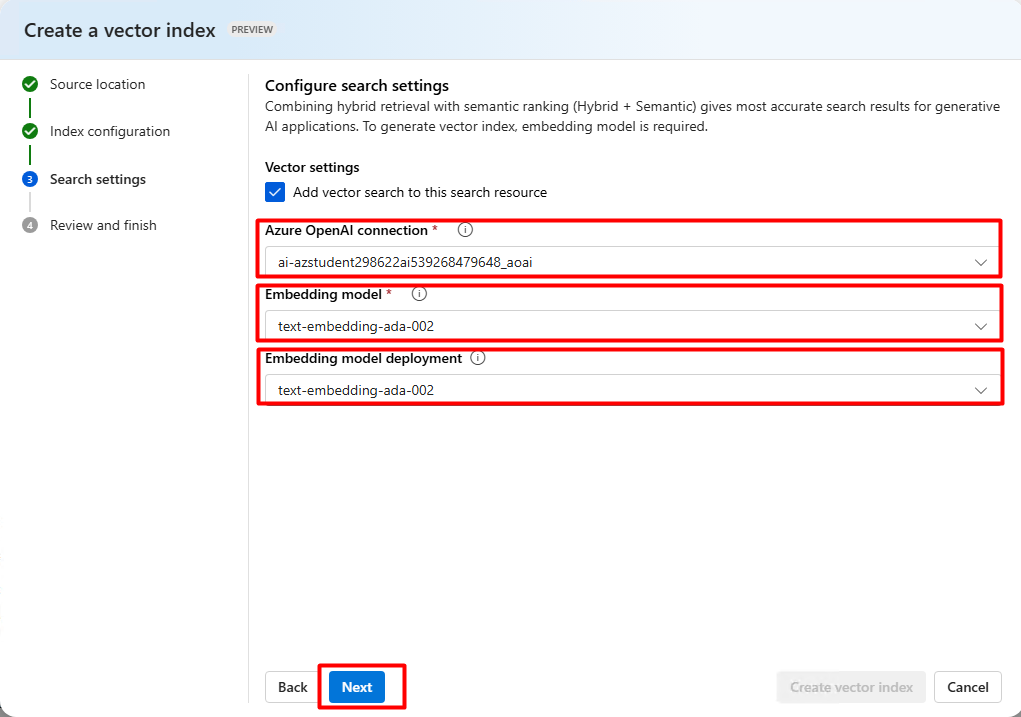 Create a vector index PREVIEW
Source location
Index configuration
3 Search settings
4 Review and finish
Configure search settings
Combining hybrid retrieval with semantic ranking (Hybrid + Semantic) gives most accurate search results for generative
AI applications. To generate vector index, embedding model is required.
Vector settings
Add vector search to this search resource
Azure OpenAI connection *
ai-azstudent298622ai539268479648_aoai
Embedding model *
text-embedding-ada-002
Embedding model deployment
text-embedding-ada-002
Back Next Create vector index Cancel